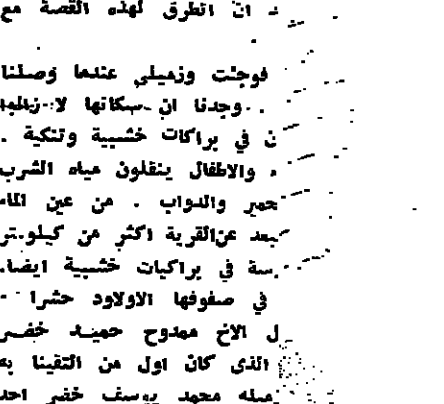 ان اتطرق لهذه القصة مع
فوجئت وزميلي عندما وصلنا
. وجدنا ان سكانها لا
في براكات خشبية وتنكية .
والاطفال ينقلون مياه الشرب
والدواب . من عين الماء
عن القرية اكثر من كيلومتر
في براكيات خشبية ايضا.
في صفوفها الاولاد حشرا -
الاخ ممدوح حميد خضر
الذى كان اول من التقينا به
محمد يوسف خضر احد